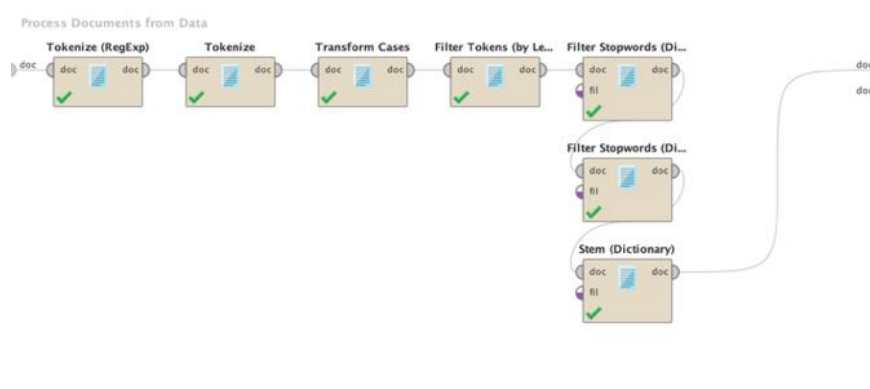 Process Documents from Data
Tokenize (RegExp) Tokenize Transform Cases Filter Tokens (by Le... Filter Stopwords (Di...
doc doc doc doc doc doc doc doc doc doc doc doc
fil doc
Filter Stopwords (Di...
doc doc
fil
Stem (Dictionary)
doc doc
fil